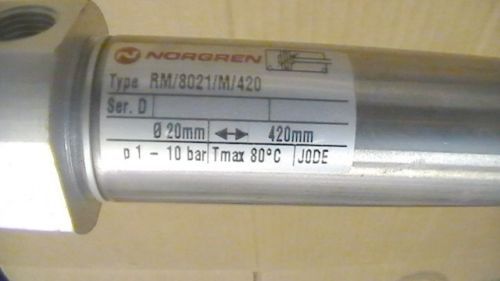 NORGREN
Type RM/8021/M/420
Ser. D
Ø 20mm 420mm
p 1 - 10 bar Tmax 80°C JODE